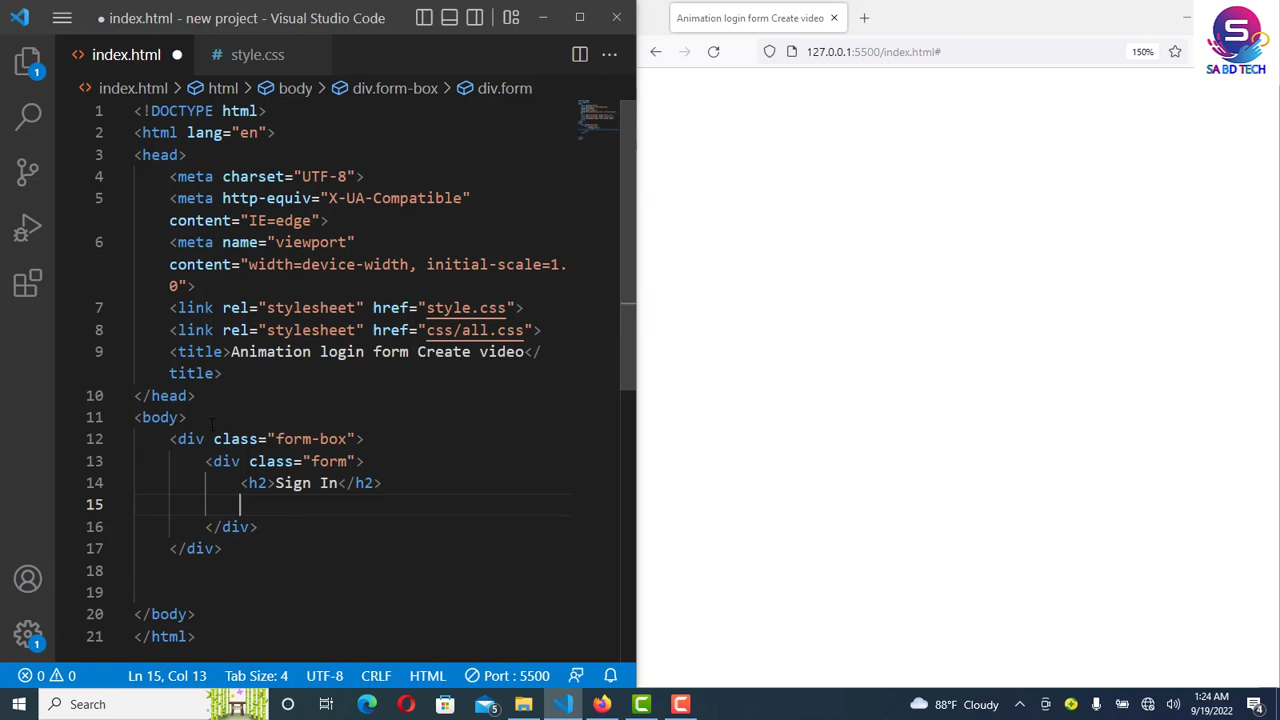 index.html - new project - Visual Studio Code
index.html
style.css
index.html > html > body > div.form-box > div.form
1 <!DOCTYPE html>
2 <html lang="en">
3 <head>
4 <meta charset="UTF-8">
5 <meta http-equiv="X-UA-Compatible"
content="IE=edge">
6 <meta name="viewport"
content="width=device-width, initial-scale=1.
0">
7 <link rel="stylesheet" href="style.css">
8 <link rel="stylesheet" href="css/all.css">
9 <title>Animation login form Create video</
title>
10 </head>
11 <body>
12 <div class="form-box">
13 <div class="form">
14 <h2>Sign In</h2>
15
16 </div>
17 </div>
18
19
20 </body>
21 </html>
1
1
0 0
Ln 15, Col 13
Tab Size: 4
UTF-8
CRLF
HTML
Port : 5500
Animation login form Create video
127.0.0.1:5500/index.html#
150%
S
SA BD TECH
Search
5
88°F Cloudy
1:24 AM
9/19/2022
4